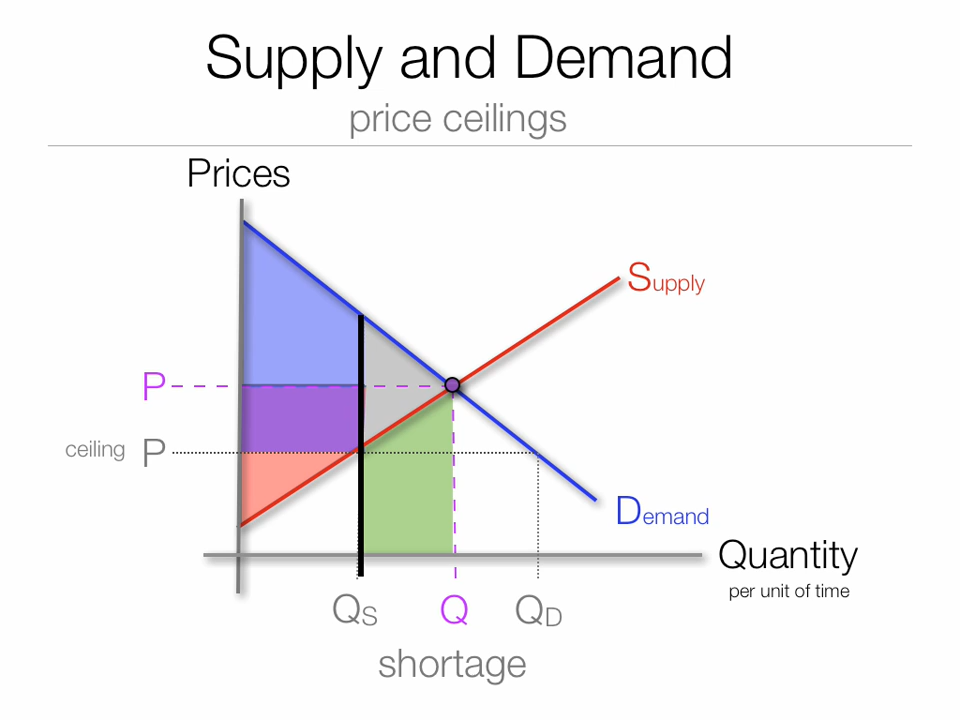 Supply and Demand
price ceilings
Prices
Supply
P
ceiling P
Demand
Quantity
per unit of time
QS Q QD
shortage